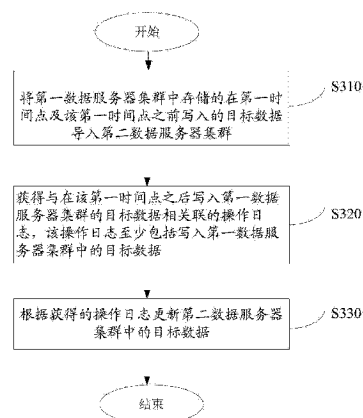 开始
S310
将第一数据服务器集群中存储的在第一时
间点及该第一时间点之前写入的目标数据
导入第二数据服务器集群
S320
获得与在该第一时间点之后写入第一数据
服务器集群的目标数据相关联的操作日
志，该操作日志至少包括写入第一数据服
务器集群中的目标数据
S330
根据获得的操作日志更新第二数据服务器
集群中的目标数据
结束